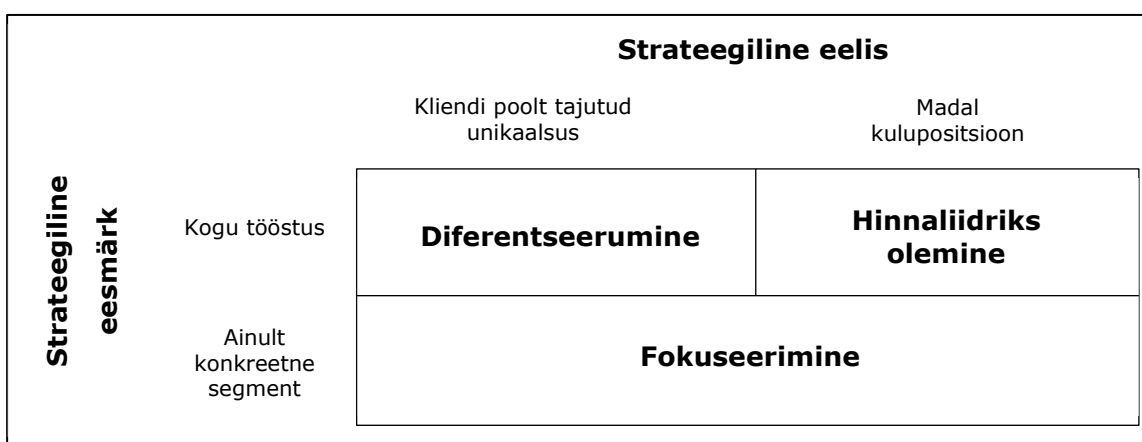 Strateegiline eelis
Kliendi poolt tajutud
unikaalsus
Madal
kulupositsioon
Strateegiline
eesmärk
Kogu tööstus
Diferentseerumine
Hinnaliidriks
olemine
Ainult
konkreetne
segment
Fokuseerimine